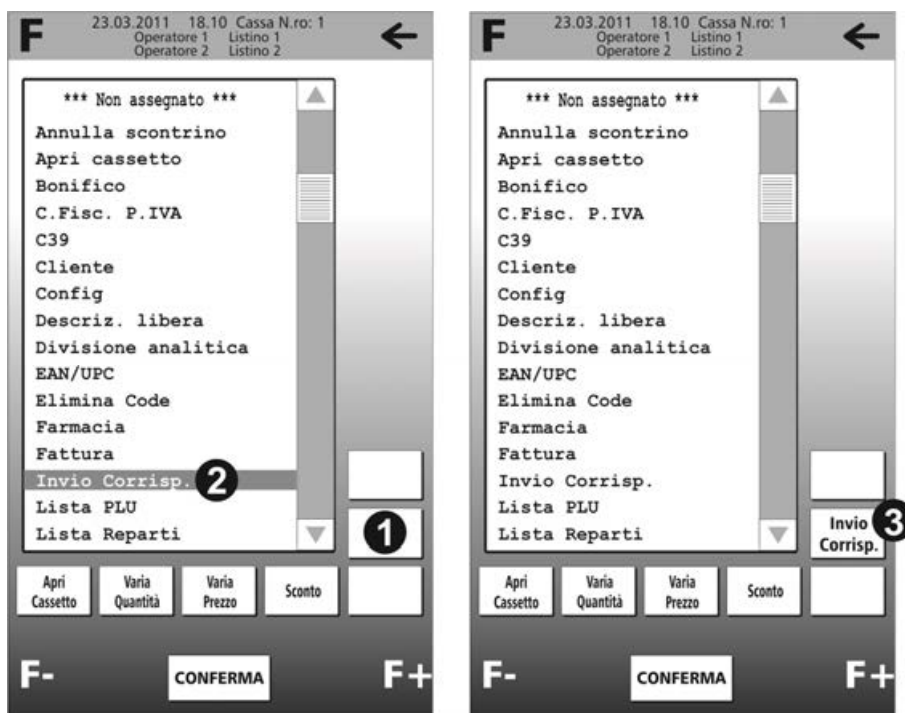 F
23.03.2011 18.10 Cassa N.ro: 1
Operatore 1 Listino 1
Operatore 2 Listino 2
*** Non assegnato ***
Annulla scontrino
Apri cassetto
Bonifico
C.Fisc. P.IVA
C39
Cliente
Config
Descriz. libera
Divisione analitica
EAN/UPC
Elimina Code
Farmacia
Fattura
Invio Corrisp. 2
Lista PLU
Lista Reparti
1
Apri
Cassetto
Varia
Quantità
Varia
Prezzo
Sconto
F-
CONFERMA
F+
F
23.03.2011 18.10 Cassa N.ro: 1
Operatore 1 Listino 1
Operatore 2 Listino 2
*** Non assegnato ***
Annulla scontrino
Apri cassetto
Bonifico
C.Fisc. P.IVA
C39
Cliente
Config
Descriz. libera
Divisione analitica
EAN/UPC
Elimina Code
Farmacia
Fattura
Invio Corrisp.
Lista PLU
Lista Reparti
Invio
Corrisp.
3
Apri
Cassetto
Varia
Quantità
Varia
Prezzo
Sconto
F-
CONFERMA
F+